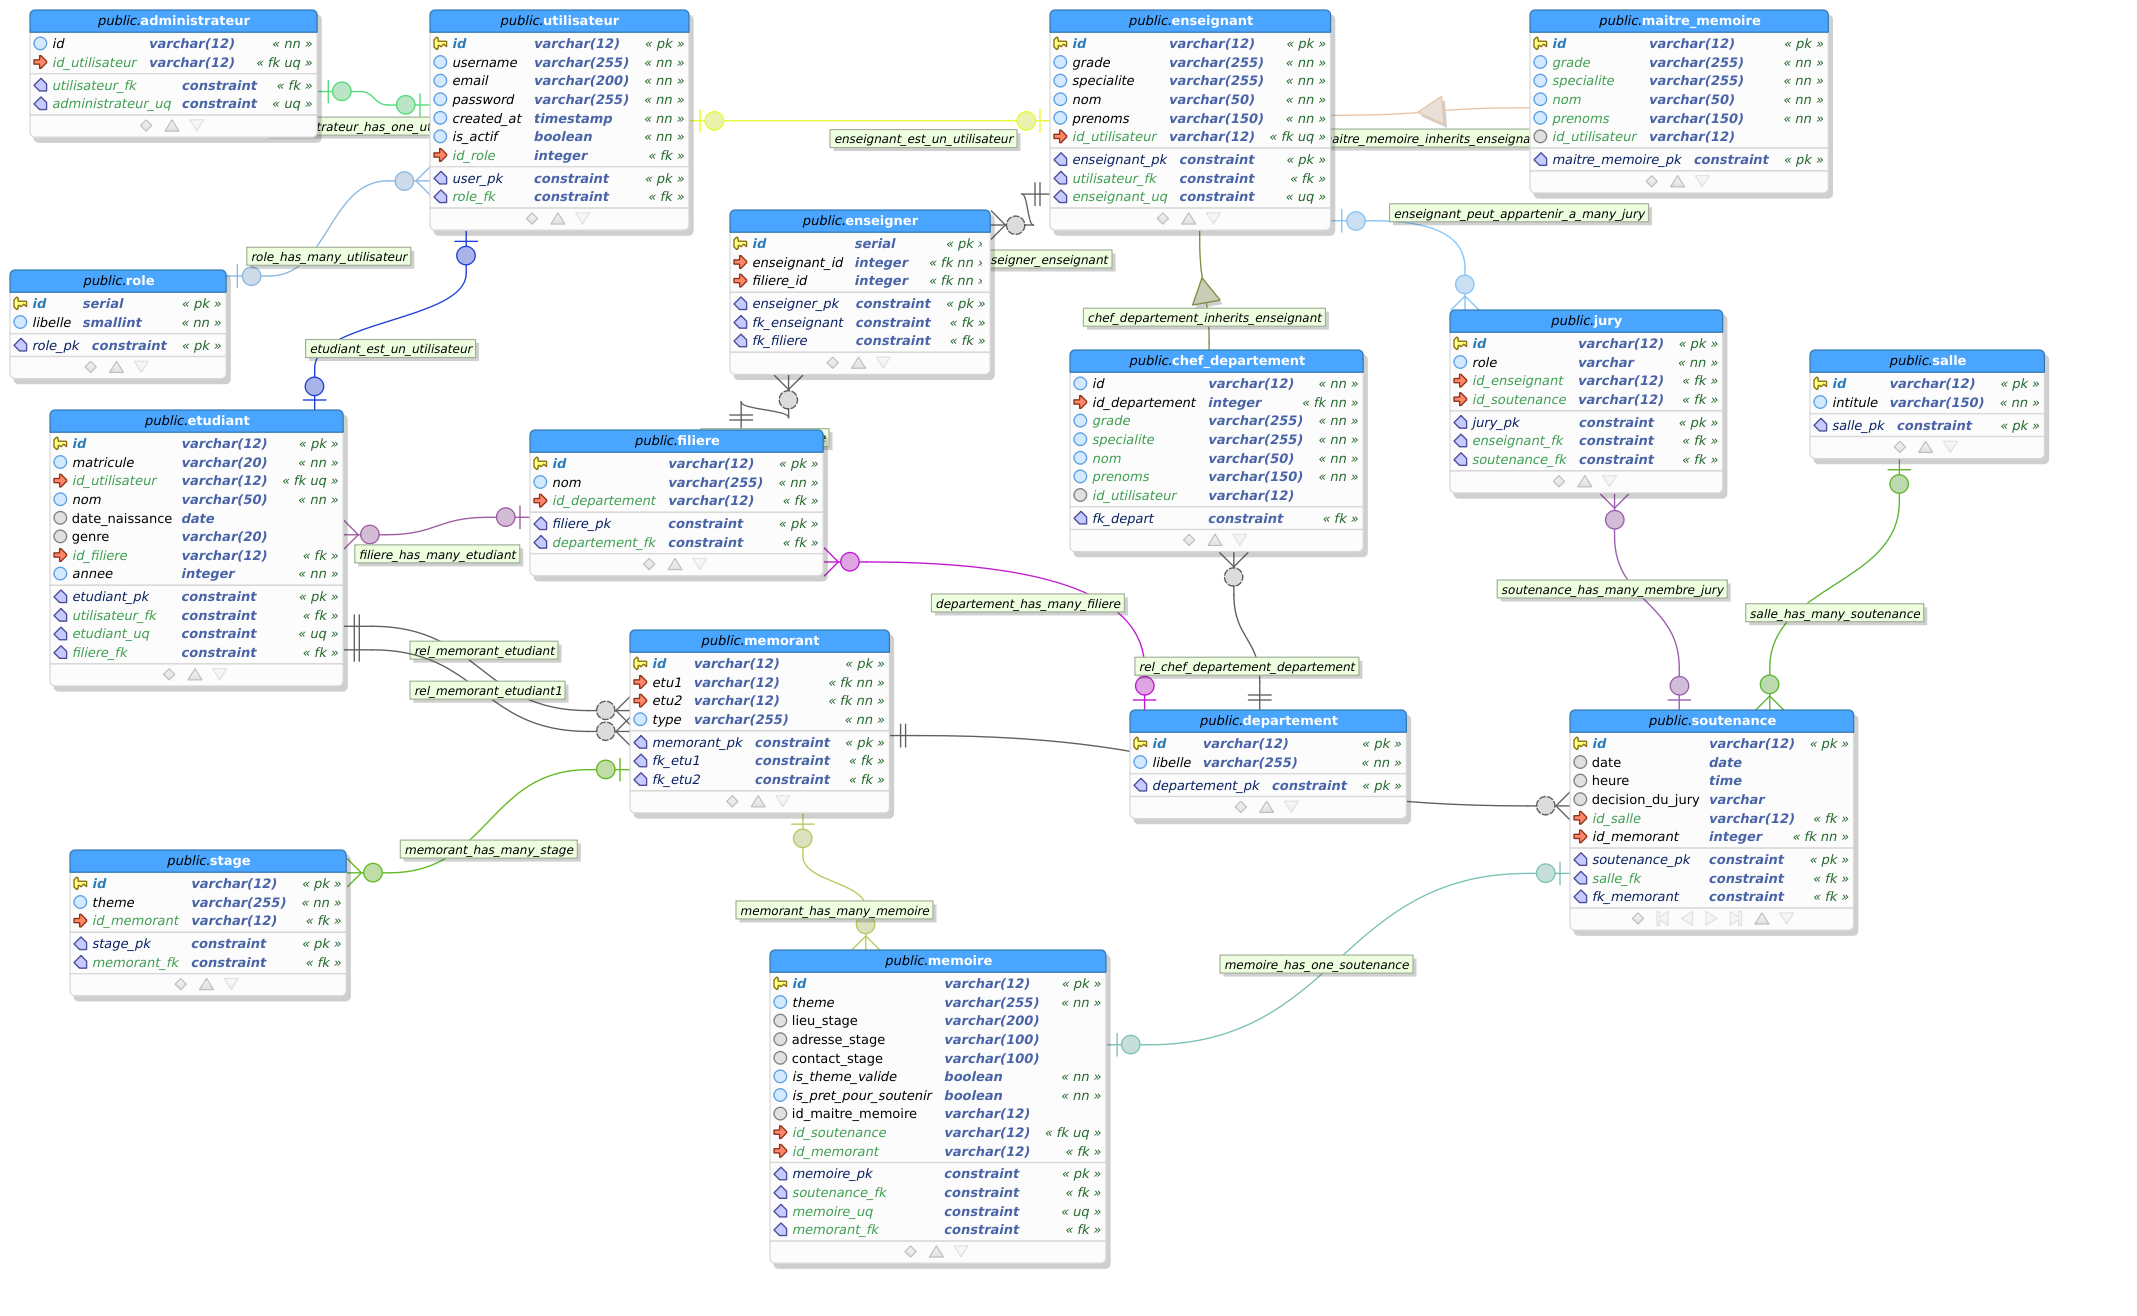 public.administrateur
id varchar(12) « nn »
id_utilisateur varchar(12) « fk uq »
utilisateur_fk constraint « fk »
administrateur_uq constraint « uq »
public.utilisateur
id varchar(12) « pk »
username varchar(255) « nn »
email varchar(200) « nn »
password varchar(255) « nn »
created_at timestamp « nn »
is_actif boolean « nn »
id_role integer « fk »
user_pk constraint « pk »
role_fk constraint « fk »
public.enseignant
id varchar(12) « pk »
grade varchar(255) « nn »
specialite varchar(255) « nn »
nom varchar(50) « nn »
prenoms varchar(150) « nn »
id_utilisateur varchar(12) « fk uq »
enseignant_pk constraint « pk »
utilisateur_fk constraint « fk »
enseignant_uq constraint « uq »
public.maitre_memoire
id varchar(12) « pk »
grade varchar(255) « nn »
specialite varchar(255) « nn »
nom varchar(50) « nn »
prenoms varchar(150) « nn »
id_utilisateur varchar(12)
maitre_memoire_pk constraint « pk »
trateur_has_one_ut
enseignant_est_un_utilisateur
aitre_memoire_inherits_enseigna
enseignant_peut_appartenir_a_many_jury
role_has_many_utilisateur
public.role
id serial « pk »
libelle smallint « nn »
role_pk constraint « pk »
public.enseigner
id serial « pk »
enseignant_id integer « fk nn »
filiere_id integer « fk nn »
enseigner_pk constraint « pk »
fk_enseignant constraint « fk »
fk_filiere constraint « fk »
seigner_enseignant
chef_departement_inherits_enseignant
etudiant_est_un_utilisateur
public.chef_departement
id varchar(12) « nn »
id_departement integer « fk nn »
grade varchar(255) « nn »
specialite varchar(255) « nn »
nom varchar(50) « nn »
prenoms varchar(150) « nn »
id_utilisateur varchar(12)
fk_depart constraint « fk »
public.jury
id varchar(12) « pk »
role varchar « nn »
id_enseignant varchar(12) « fk »
id_soutenance varchar(12) « fk »
jury_pk constraint « pk »
enseignant_fk constraint « fk »
soutenance_fk constraint « fk »
public.salle
id varchar(12) « pk »
intitule varchar(150) « nn »
salle_pk constraint « pk »
public.etudiant
id varchar(12) « pk »
matricule varchar(20) « nn »
id_utilisateur varchar(12) « fk uq »
nom varchar(50) « nn »
date_naissance date
genre varchar(20)
id_filiere varchar(12) « fk »
annee integer « nn »
etudiant_pk constraint « pk »
utilisateur_fk constraint « fk »
etudiant_uq constraint « uq »
filiere_fk constraint « fk »
public.filiere
id varchar(12) « pk »
nom varchar(255) « nn »
id_departement varchar(12) « fk »
filiere_pk constraint « pk »
departement_fk constraint « fk »
filiere_has_many_etudiant
departement_has_many_filiere
soutenance_has_many_membre_jury
salle_has_many_soutenance
rel_memorant_etudiant
rel_memorant_etudiant1
rel_chef_departement_departement
public.memorant
id varchar(12) « pk »
etu1 varchar(12) « fk nn »
etu2 varchar(12) « fk nn »
type varchar(255) « nn »
memorant_pk constraint « pk »
fk_etu1 constraint « fk »
fk_etu2 constraint « fk »
public.departement
id varchar(12) « pk »
libelle varchar(255) « nn »
departement_pk constraint « pk »
public.soutenance
id varchar(12) « pk »
date date
heure time
decision_du_jury varchar
id_salle varchar(12) « fk »
id_memorant integer « fk nn »
soutenance_pk constraint « pk »
salle_fk constraint « fk »
fk_memorant constraint « fk »
memorant_has_many_stage
public.stage
id varchar(12) « pk »
theme varchar(255) « nn »
id_memorant varchar(12) « fk »
stage_pk constraint « pk »
memorant_fk constraint « fk »
memorant_has_many_memoire
memoire_has_one_soutenance
public.memoire
id varchar(12) « pk »
theme varchar(255) « nn »
lieu_stage varchar(200)
adresse_stage varchar(100)
contact_stage varchar(100)
is_theme_valide boolean « nn »
is_pret_pour_soutenir boolean « nn »
id_maitre_memoire varchar(12)
id_soutenance varchar(12) « fk uq »
id_memorant varchar(12) « fk »
memoire_pk constraint « pk »
soutenance_fk constraint « fk »
memoire_uq constraint « uq »
memorant_fk constraint « fk »